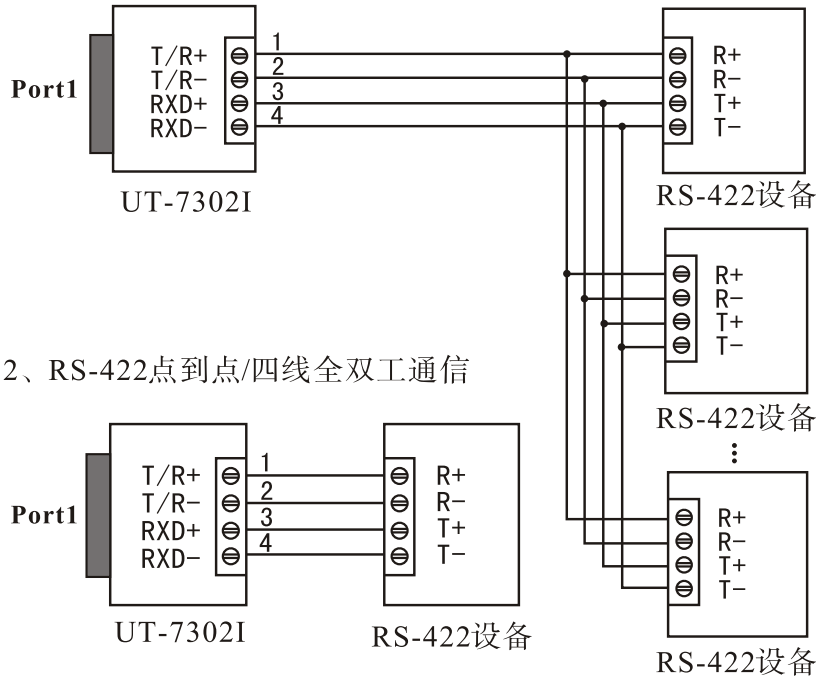 Port1
T/R+
T/R-
RXD+
RXD-
1
2
3
4
UT-7302I
R+
R-
T+
T-
RS-422设备
R+
R-
T+
T-
RS-422设备
2、RS-422点到点/四线全双工通信
Port1
T/R+
T/R-
RXD+
RXD-
1
2
3
4
UT-7302I
R+
R-
T+
T-
RS-422设备
R+
R-
T+
T-
RS-422设备